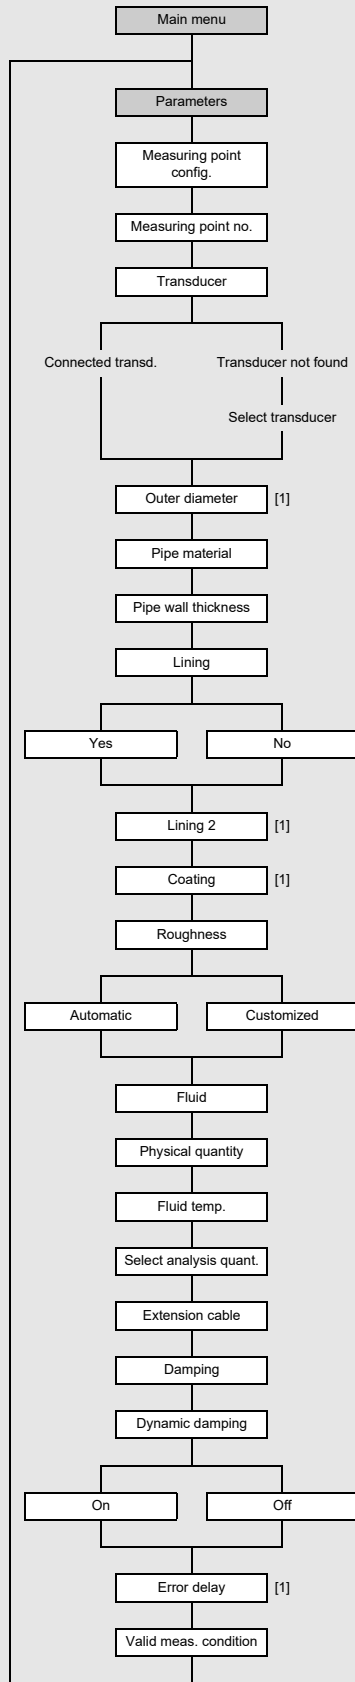 Main menu
Parameters
Measuring point
config.
Measuring point no.
Transducer
Connected transd.
Transducer not found
Select transducer
Outer diameter [1]
Pipe material
Pipe wall thickness
Lining
Yes
No
Lining 2 [1]
Coating [1]
Roughness
Automatic
Customized
Fluid
Physical quantity
Fluid temp.
Select analysis quant.
Extension cable
Damping
Dynamic damping
On
Off
Error delay [1]
Valid meas. condition